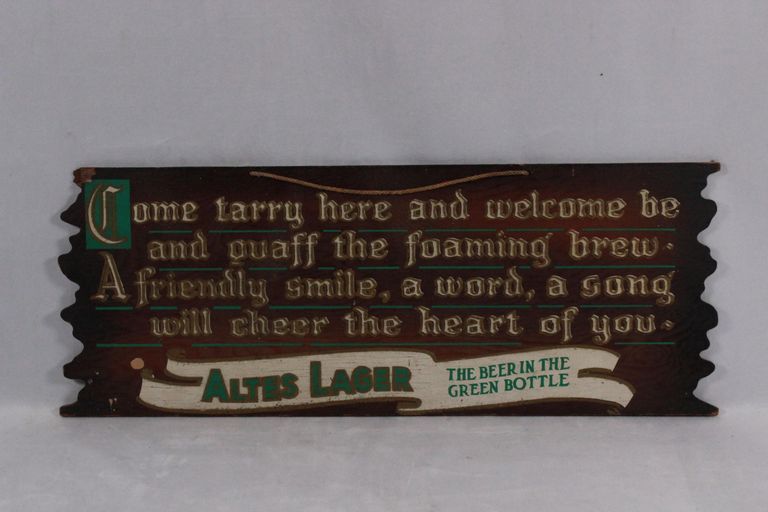 Come tarry here and welcome be
and quaff the foaming brew.
A friendly smile, a word, a song
will cheer the heart of you.
ALTES LAGER
THE BEER IN THE
GREEN BOTTLE